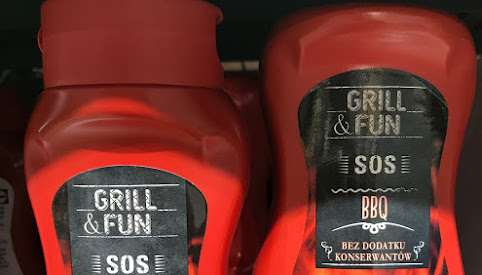 GRILL
& FUN
SOS
GRILL
& FUN
SOS
BBQ
BEZ DODATKU
KONSERWANTÓW